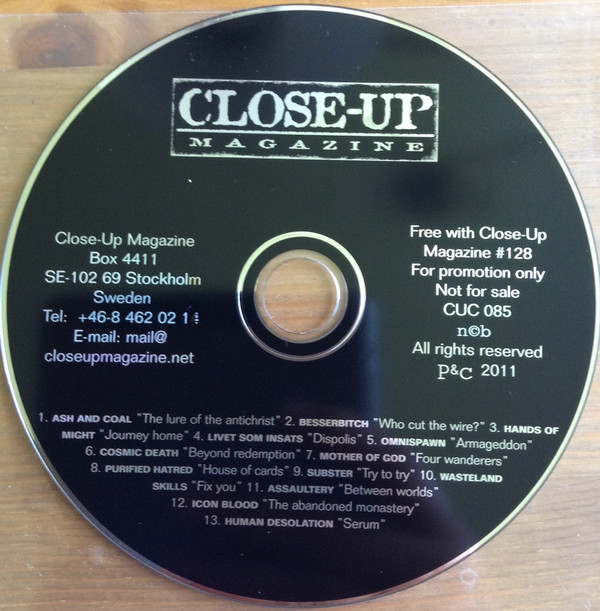 CLOSE-UP
MAGAZINE
Close-Up Magazine
Box 4411
SE-102 69 Stockholm
Sweden
Tel: +46-8 462 02 1
E-mail: mail@
closeupmagazine.net
Free with Close-Up
Magazine #128
For promotion only
Not for sale
CUC 085
n©b
All rights reserved
P&C 2011
1. ASH AND COAL "The lure of the antichrist" 2. BESSERBITCH "Who cut the wire?" 3. HANDS OF
MIGHT "Journey home" 4. LIVET SOM INSATS "Dispolis" 5. OMNISPAWN "Armageddon"
6. COSMIC DEATH "Beyond redemption" 7. MOTHER OF GOD "Four wanderers"
8. PURIFIED HATRED "House of cards" 9. SUBSTER "Try to try" 10. WASTELAND
SKILLS "Fix you" 11. ASSAULTERY "Between worlds"
12. ICON BLOOD "The abandoned monastery"
13. HUMAN DESOLATION "Serum"